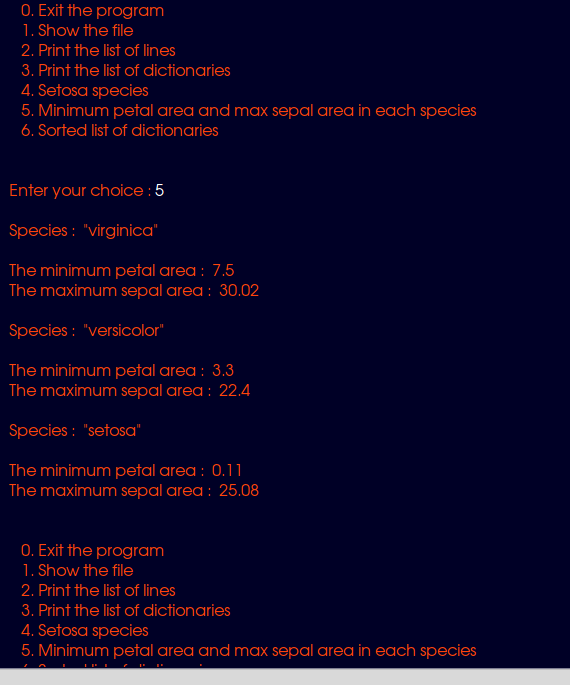 0. Exit the program
1. Show the file
2. Print the list of lines
3. Print the list of dictionaries
4. Setosa species
5. Minimum petal area and max sepal area in each species
6. Sorted list of dictionaries
Enter your choice : 5
Species :  "virginica"
The minimum petal area :  7.5
The maximum sepal area :  30.02
Species :  "versicolor"
The minimum petal area :  3.3
The maximum sepal area :  22.4
Species :  "setosa"
The minimum petal area :  0.11
The maximum sepal area :  25.08
0. Exit the program
1. Show the file
2. Print the list of lines
3. Print the list of dictionaries
4. Setosa species
5. Minimum petal area and max sepal area in each species